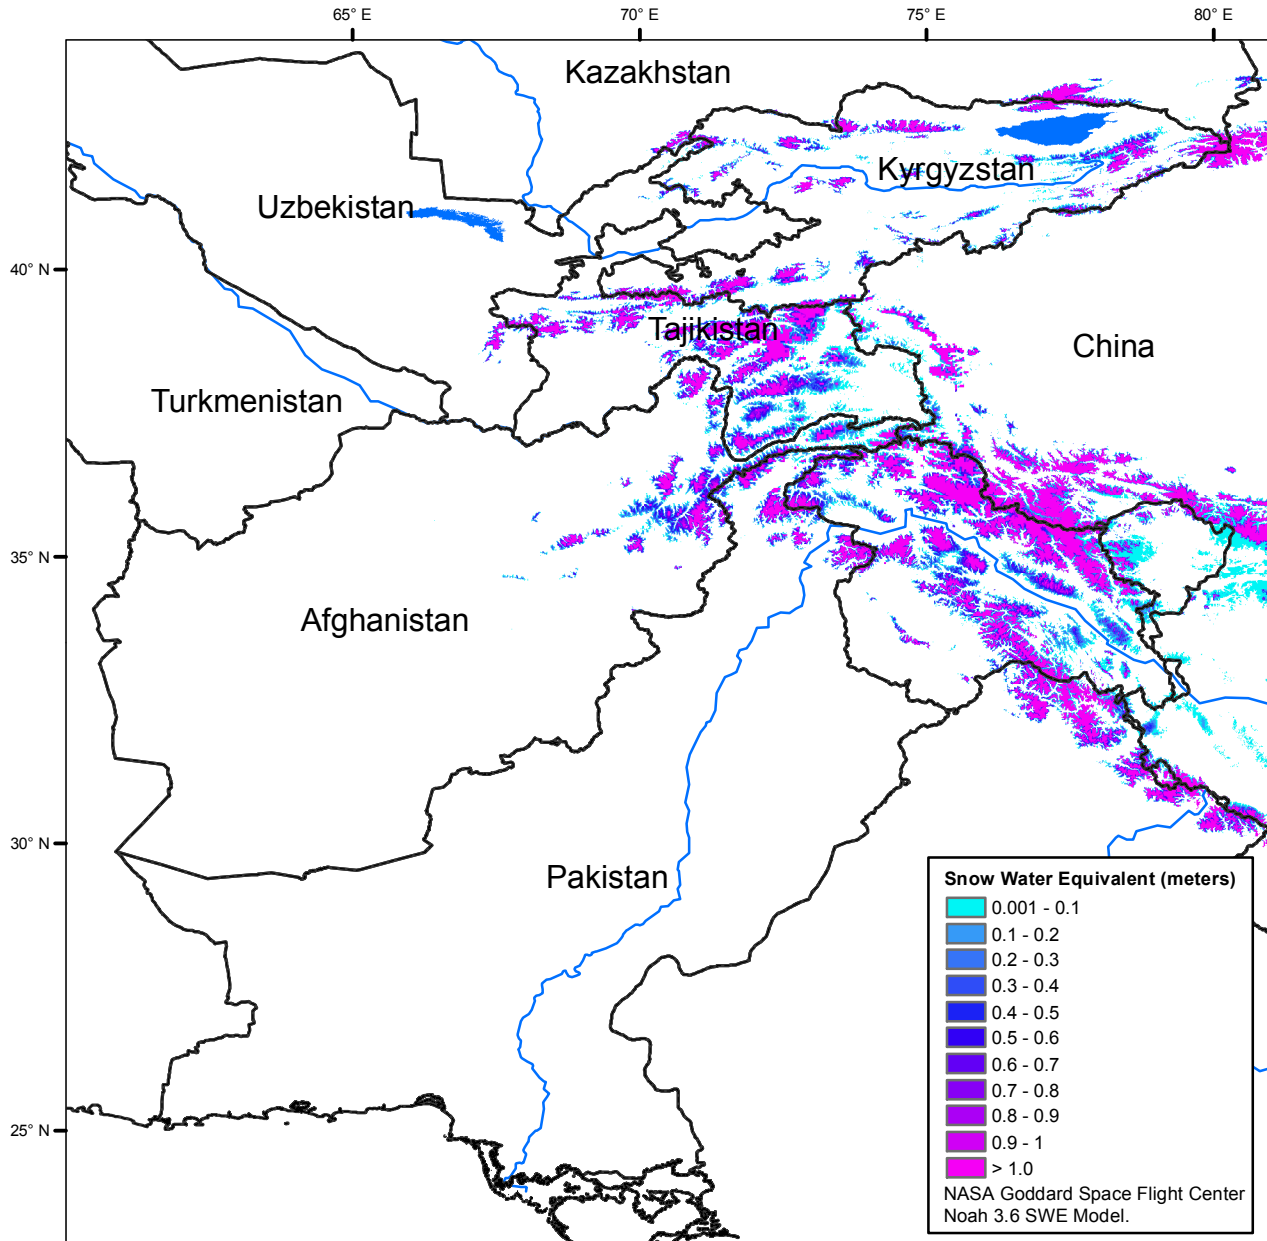 65° E
70° E
75° E
80° E
Kazakhstan
Kyrgyzstan
Uzbekistan
40° N
Tajikistan
China
Turkmenistan
35° N
Afghanistan
30° N
Pakistan
25° N
Snow Water Equivalent (meters)
0.001 - 0.1
0.1 - 0.2
0.2 - 0.3
0.3 - 0.4
0.4 - 0.5
0.5 - 0.6
0.6 - 0.7
0.7 - 0.8
0.8 - 0.9
0.9 - 1
> 1.0
NASA Goddard Space Flight Center
Noah 3.6 SWE Model.